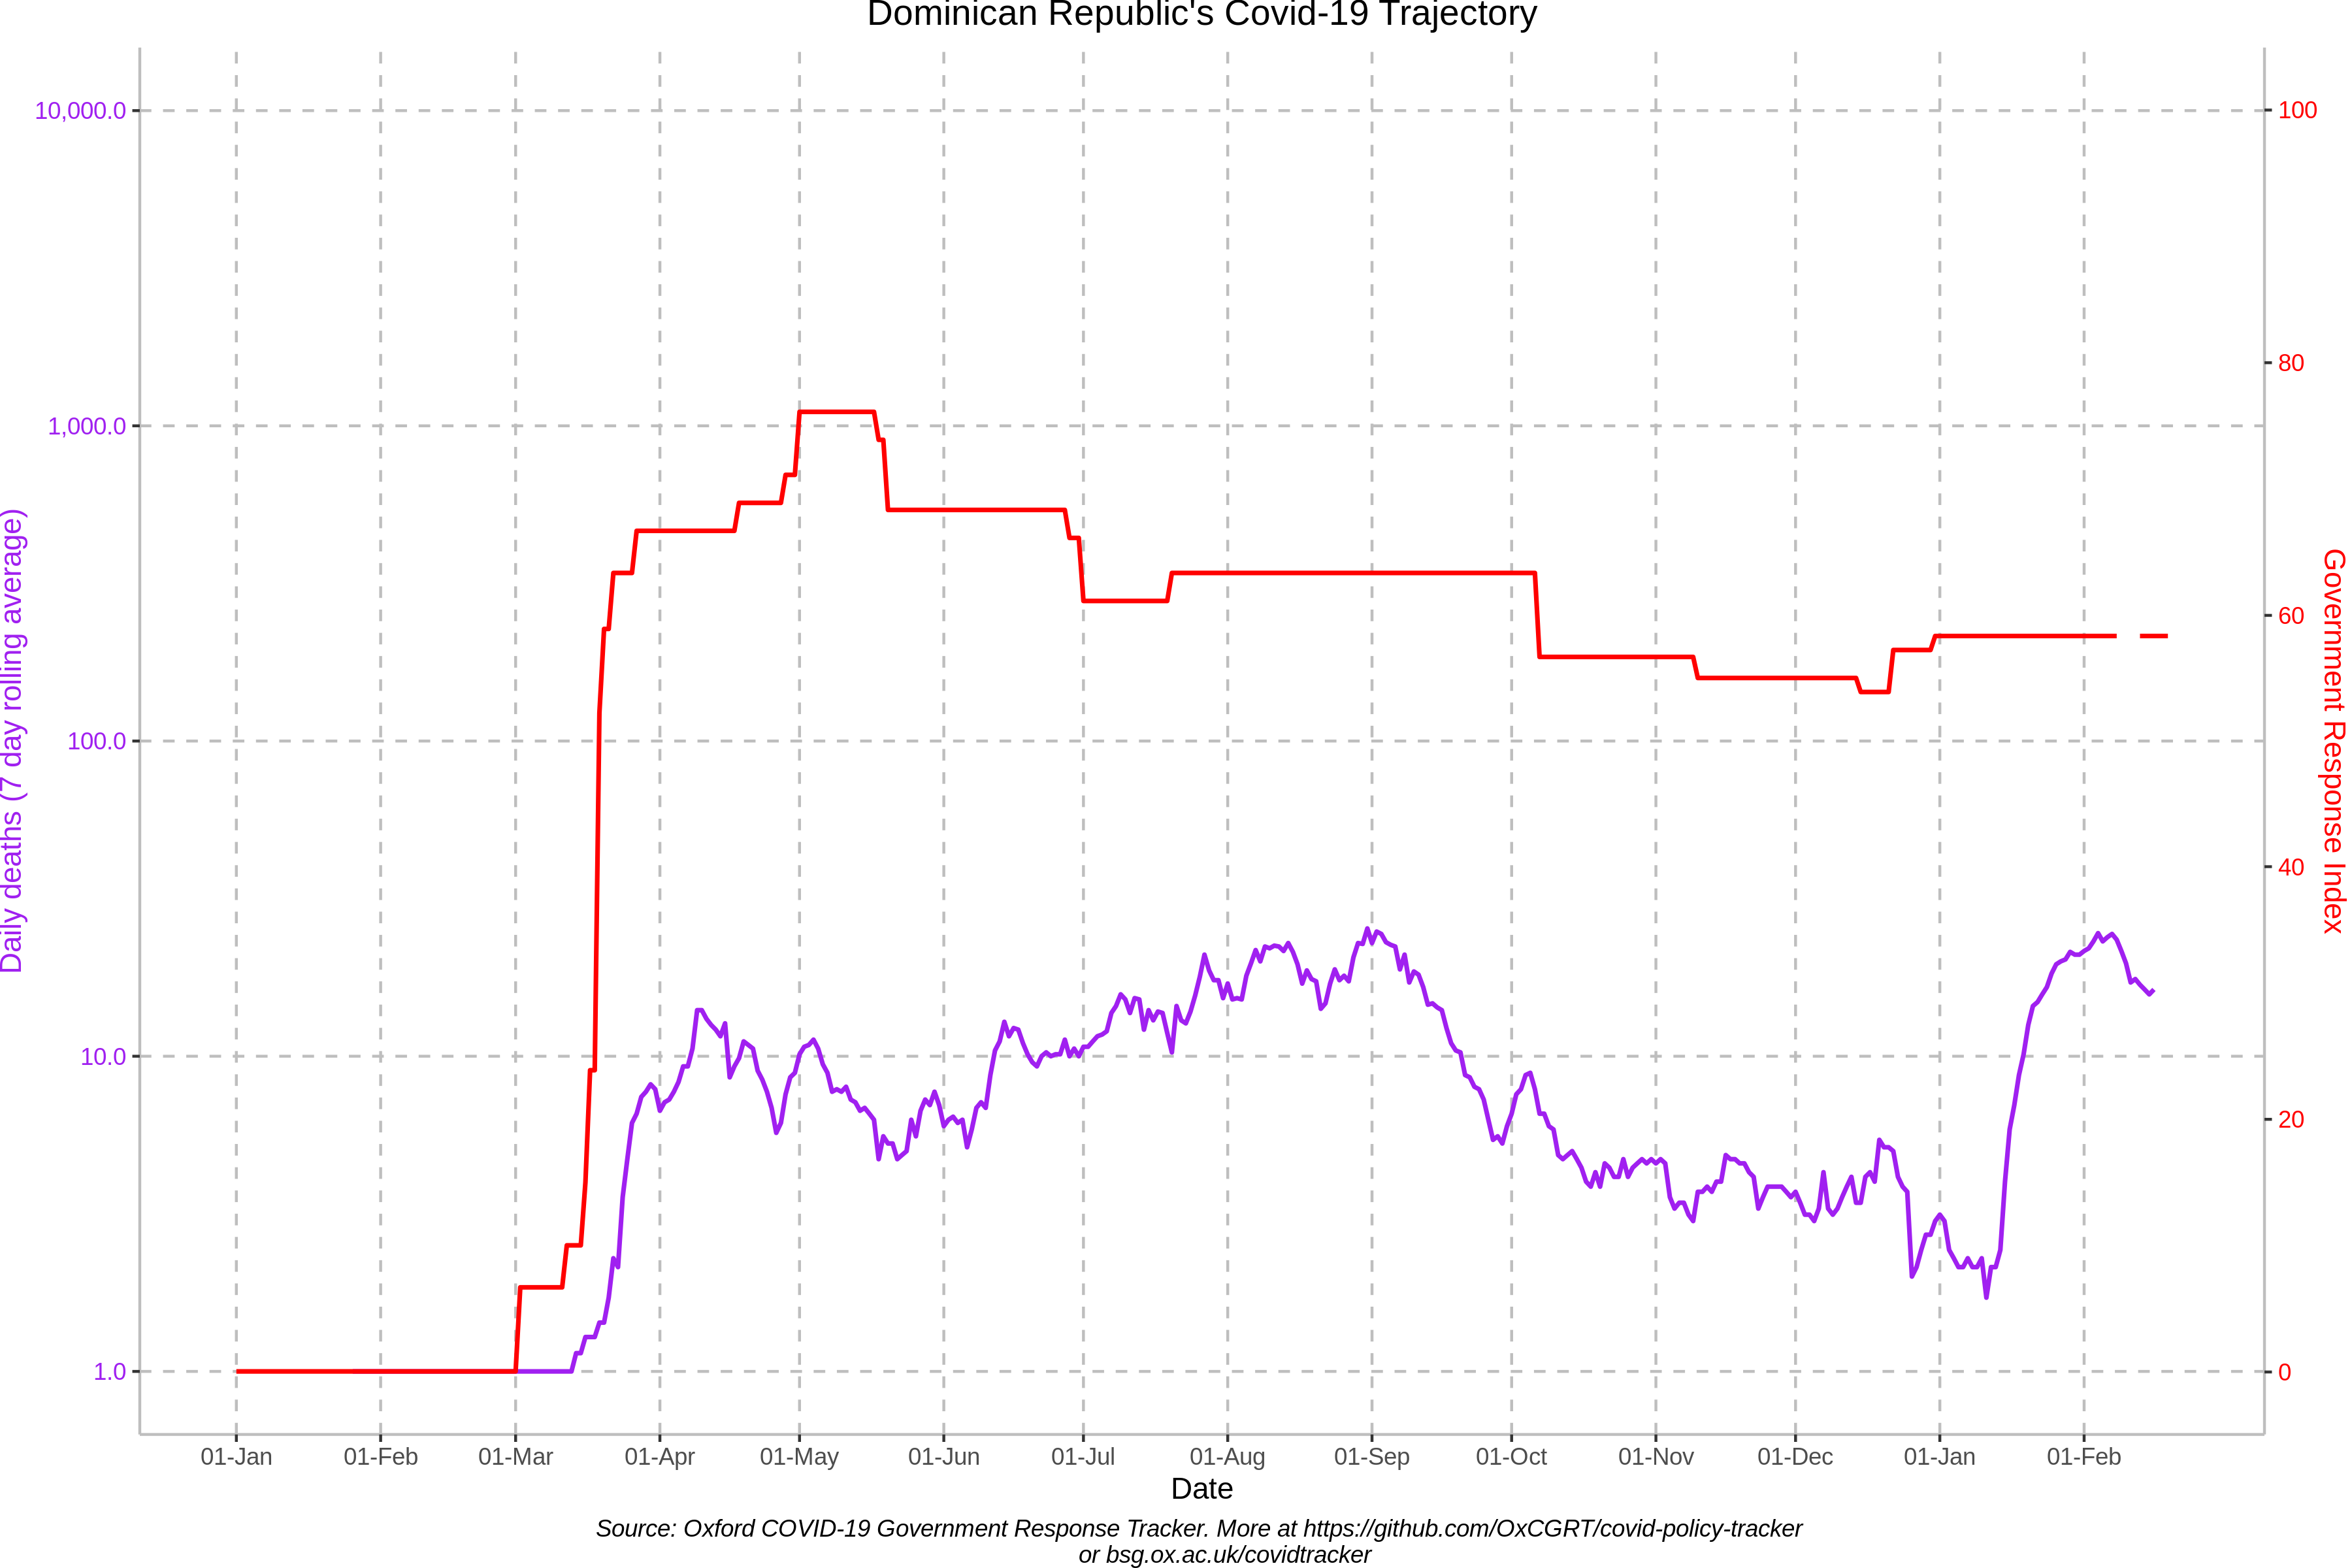 Dominican Republic's Covid-19 Trajectory
10,000.0
1,000.0
100.0
10.0
1.0
Daily deaths (7 day rolling average)
100
80
60
40
20
0
Government Response Index
01-Jan
01-Feb
01-Mar
01-Apr
01-May
01-Jun
01-Jul
01-Aug
01-Sep
01-Oct
01-Nov
01-Dec
01-Jan
01-Feb
Date
Source: Oxford COVID-19 Government Response Tracker. More at https://github.com/OxCGRT/covid-policy-tracker
or bsg.ox.ac.uk/covidtracker